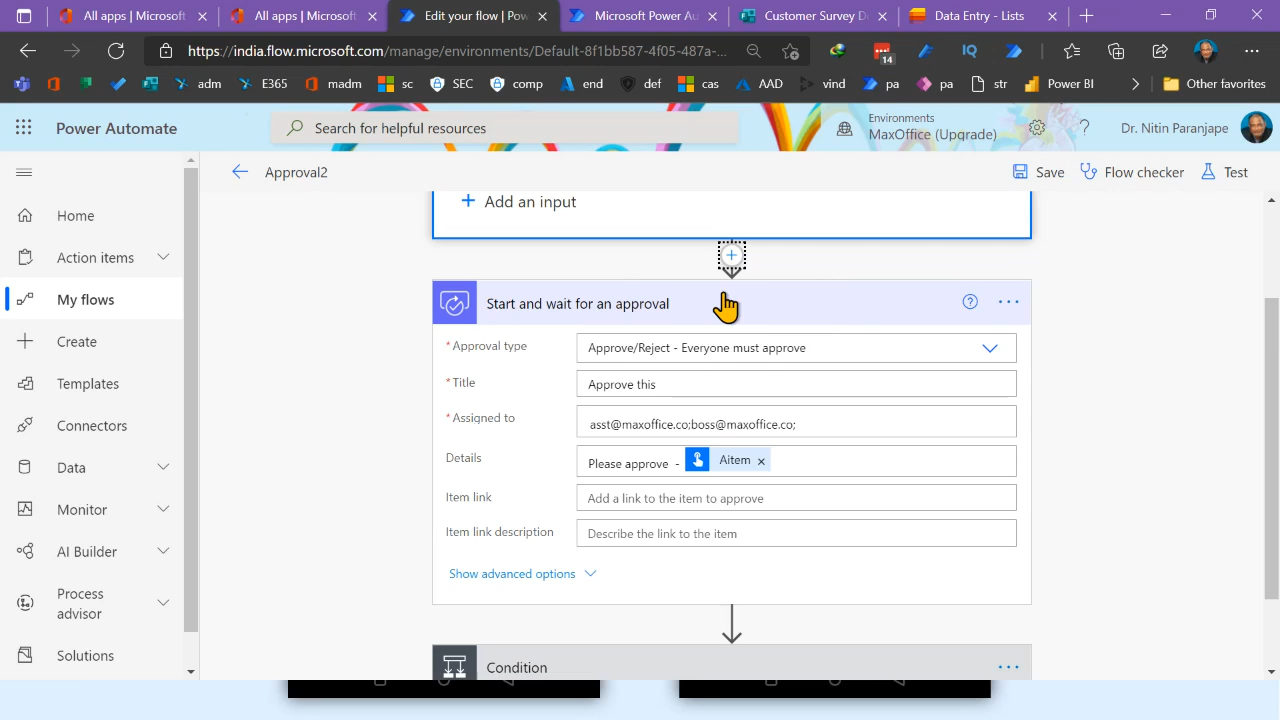 All apps | Microsoft
All apps | Microsoft
Edit your flow | Pow
Microsoft Power Au
Customer Survey D
Data Entry - Lists
https://india.flow.microsoft.com/manage/environments/Default-8f1bb587-4f05-487a-...
14
IQ
adm
E365
madm
sc
SEC
comp
end
def
cas
AAD
vind
pa
pa
str
Power BI
Other favorites
Power Automate
Search for helpful resources
Environments
MaxOffice (Upgrade)
Dr. Nitin Paranjape
Approval2
Save
Flow checker
Test
Home
Action items
My flows
Create
Templates
Connectors
Data
Monitor
AI Builder
Process advisor
Solutions
Add an input
Start and wait for an approval
* Approval type
Approve/Reject - Everyone must approve
* Title
Approve this
* Assigned to
asst@maxoffice.co;boss@maxoffice.co;
Details
Please approve - Aitem x
Item link
Add a link to the item to approve
Item link description
Describe the link to the item
Show advanced options
Condition